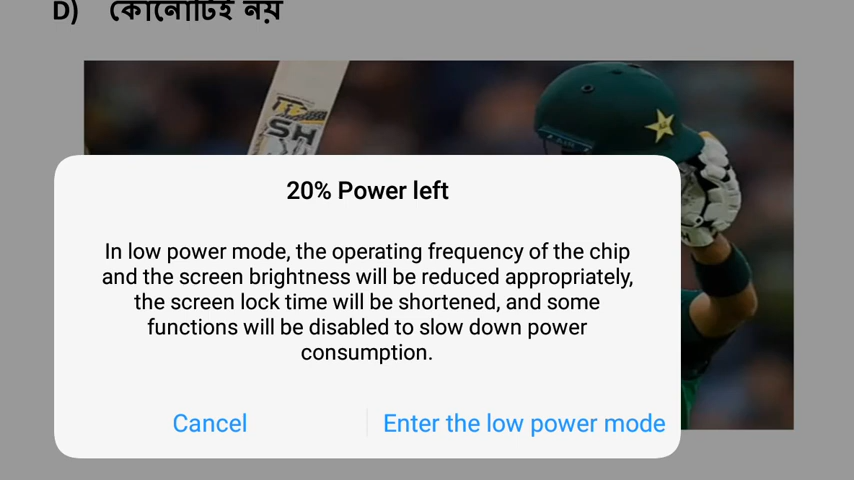 D) কোনোটিই নয়
SH
20% Power left
In low power mode, the operating frequency of the chip
and the screen brightness will be reduced appropriately,
the screen lock time will be shortened, and some
functions will be disabled to slow down power
consumption.
Cancel
Enter the low power mode